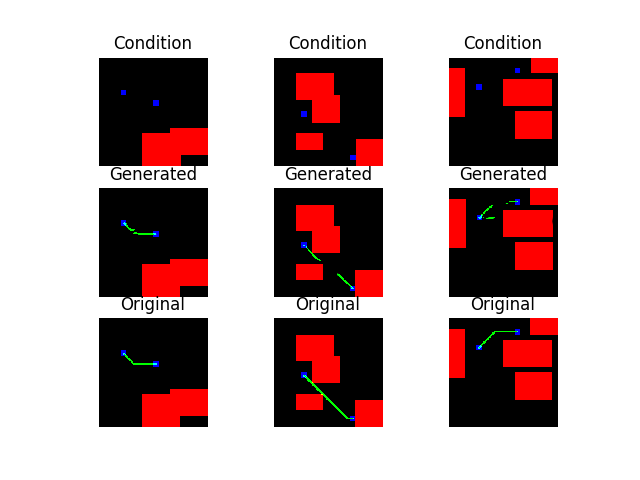 Condition Condition Condition
Generated Generated Generated
Original Original Original